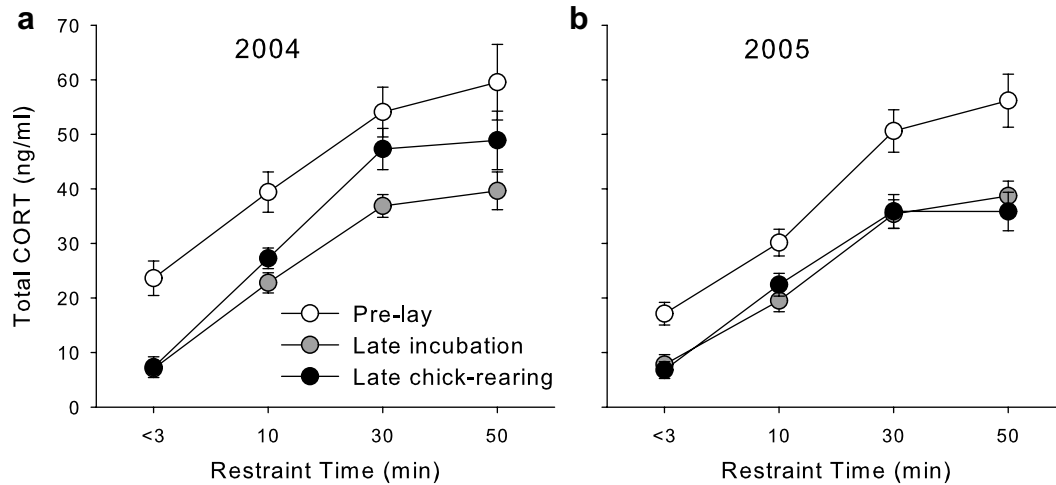 a
2004
Total CORT (ng/ml)
70
60
50
40
30
20
10
0
Pre-lay
Late incubation
Late chick-rearing
<3 10 30 50
Restraint Time (min)
b
2005
<3 10 30 50
Restraint Time (min)